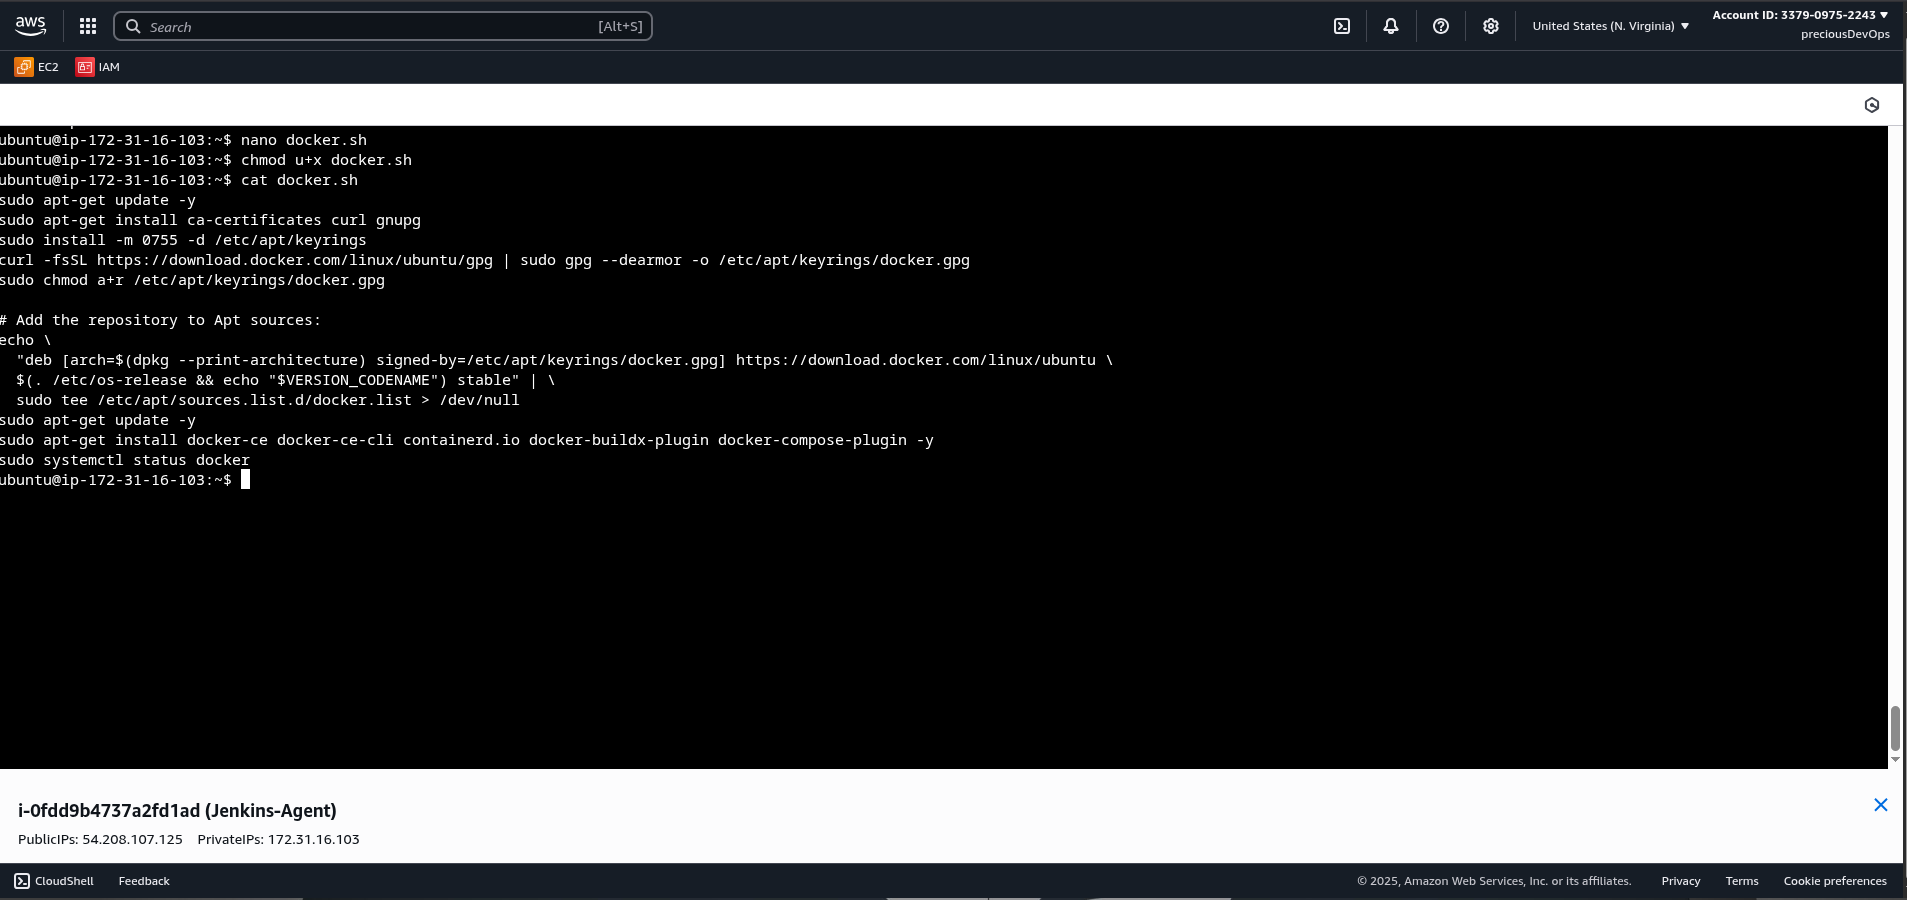 aws
Search [Alt+S]
United States (N. Virginia)
Account ID: 3379-0975-2243
preciousDevOps
EC2 IAM
ubuntu@ip-172-31-16-103:~$ nano docker.sh
ubuntu@ip-172-31-16-103:~$ chmod u+x docker.sh
ubuntu@ip-172-31-16-103:~$ cat docker.sh
sudo apt-get update -y
sudo apt-get install ca-certificates curl gnupg
sudo install -m 0755 -d /etc/apt/keyrings
curl -fsSL https://download.docker.com/linux/ubuntu/gpg | sudo gpg --dearmor -o /etc/apt/keyrings/docker.gpg
sudo chmod a+r /etc/apt/keyrings/docker.gpg
# Add the repository to Apt sources:
echo \
  "deb [arch=$(dpkg --print-architecture) signed-by=/etc/apt/keyrings/docker.gpg] https://download.docker.com/linux/ubuntu \
  $(. /etc/os-release && echo "$VERSION_CODENAME") stable" | \
  sudo tee /etc/apt/sources.list.d/docker.list > /dev/null
sudo apt-get update -y
sudo apt-get install docker-ce docker-ce-cli containerd.io docker-buildx-plugin docker-compose-plugin -y
sudo systemctl status docker
ubuntu@ip-172-31-16-103:~$
i-0fdd9b4737a2fd1ad (Jenkins-Agent)
PublicIPs: 54.208.107.125 PrivateIPs: 172.31.16.103
CloudShell Feedback © 2025, Amazon Web Services, Inc. or its affiliates. Privacy Terms Cookie preferences